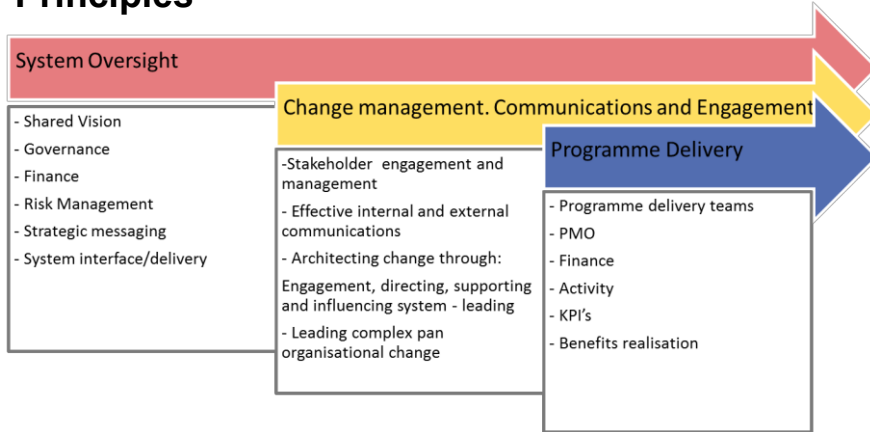 Principles
System Oversight
- Shared Vision
- Governance
- Finance
- Risk Management
- Strategic messaging
- System interface/delivery
Change management. Communications and Engagement
-Stakeholder engagement and
management
- Effective internal and external
communications
- Architecting change through:
Engagement, directing, supporting
and influencing system - leading
- Leading complex pan
organisational change
Programme Delivery
- Programme delivery teams
- PMO
- Finance
- Activity
- KPI's
- Benefits realisation